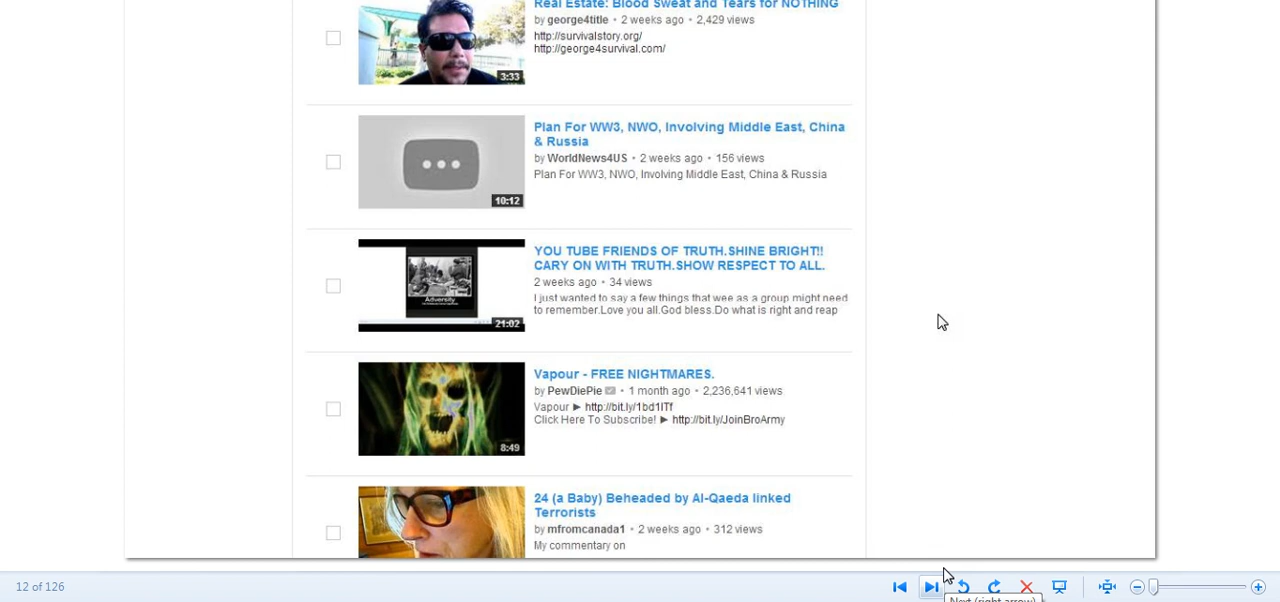 Real Estate: Blood Sweat and Tears for NOTHING
by george4title • 2 weeks ago • 2,429 views
http://survivalstory.org/
http://george4survival.com/
3:33
Plan For WW3, NWO, Involving Middle East, China
& Russia
by WorldNews4US • 2 weeks ago • 156 views
Plan For WW3, NWO, Involving Middle East, China & Russia
10:12
YOU TUBE FRIENDS OF TRUTH.SHINE BRIGHT!!
CARY ON WITH TRUTH.SHOW RESPECT TO ALL.
2 weeks ago • 34 views
I just wanted to say a few things that wee as a group might need
to remember.Love you all.God bless.Do what is right and reap
Adversity
21:02
Vapour - FREE NIGHTMARES.
by PewDiePie • 1 month ago • 2,236,641 views
Vapour ► http://bit.ly/1bd1ITf
Click Here To Subscribe! ► http://bit.ly/JoinBroArmy
8:49
24 (a Baby) Beheaded by Al-Qaeda linked
Terrorists
by mfromcanada1 • 2 weeks ago • 312 views
My commentary on
12 of 126
Next (right arrow)